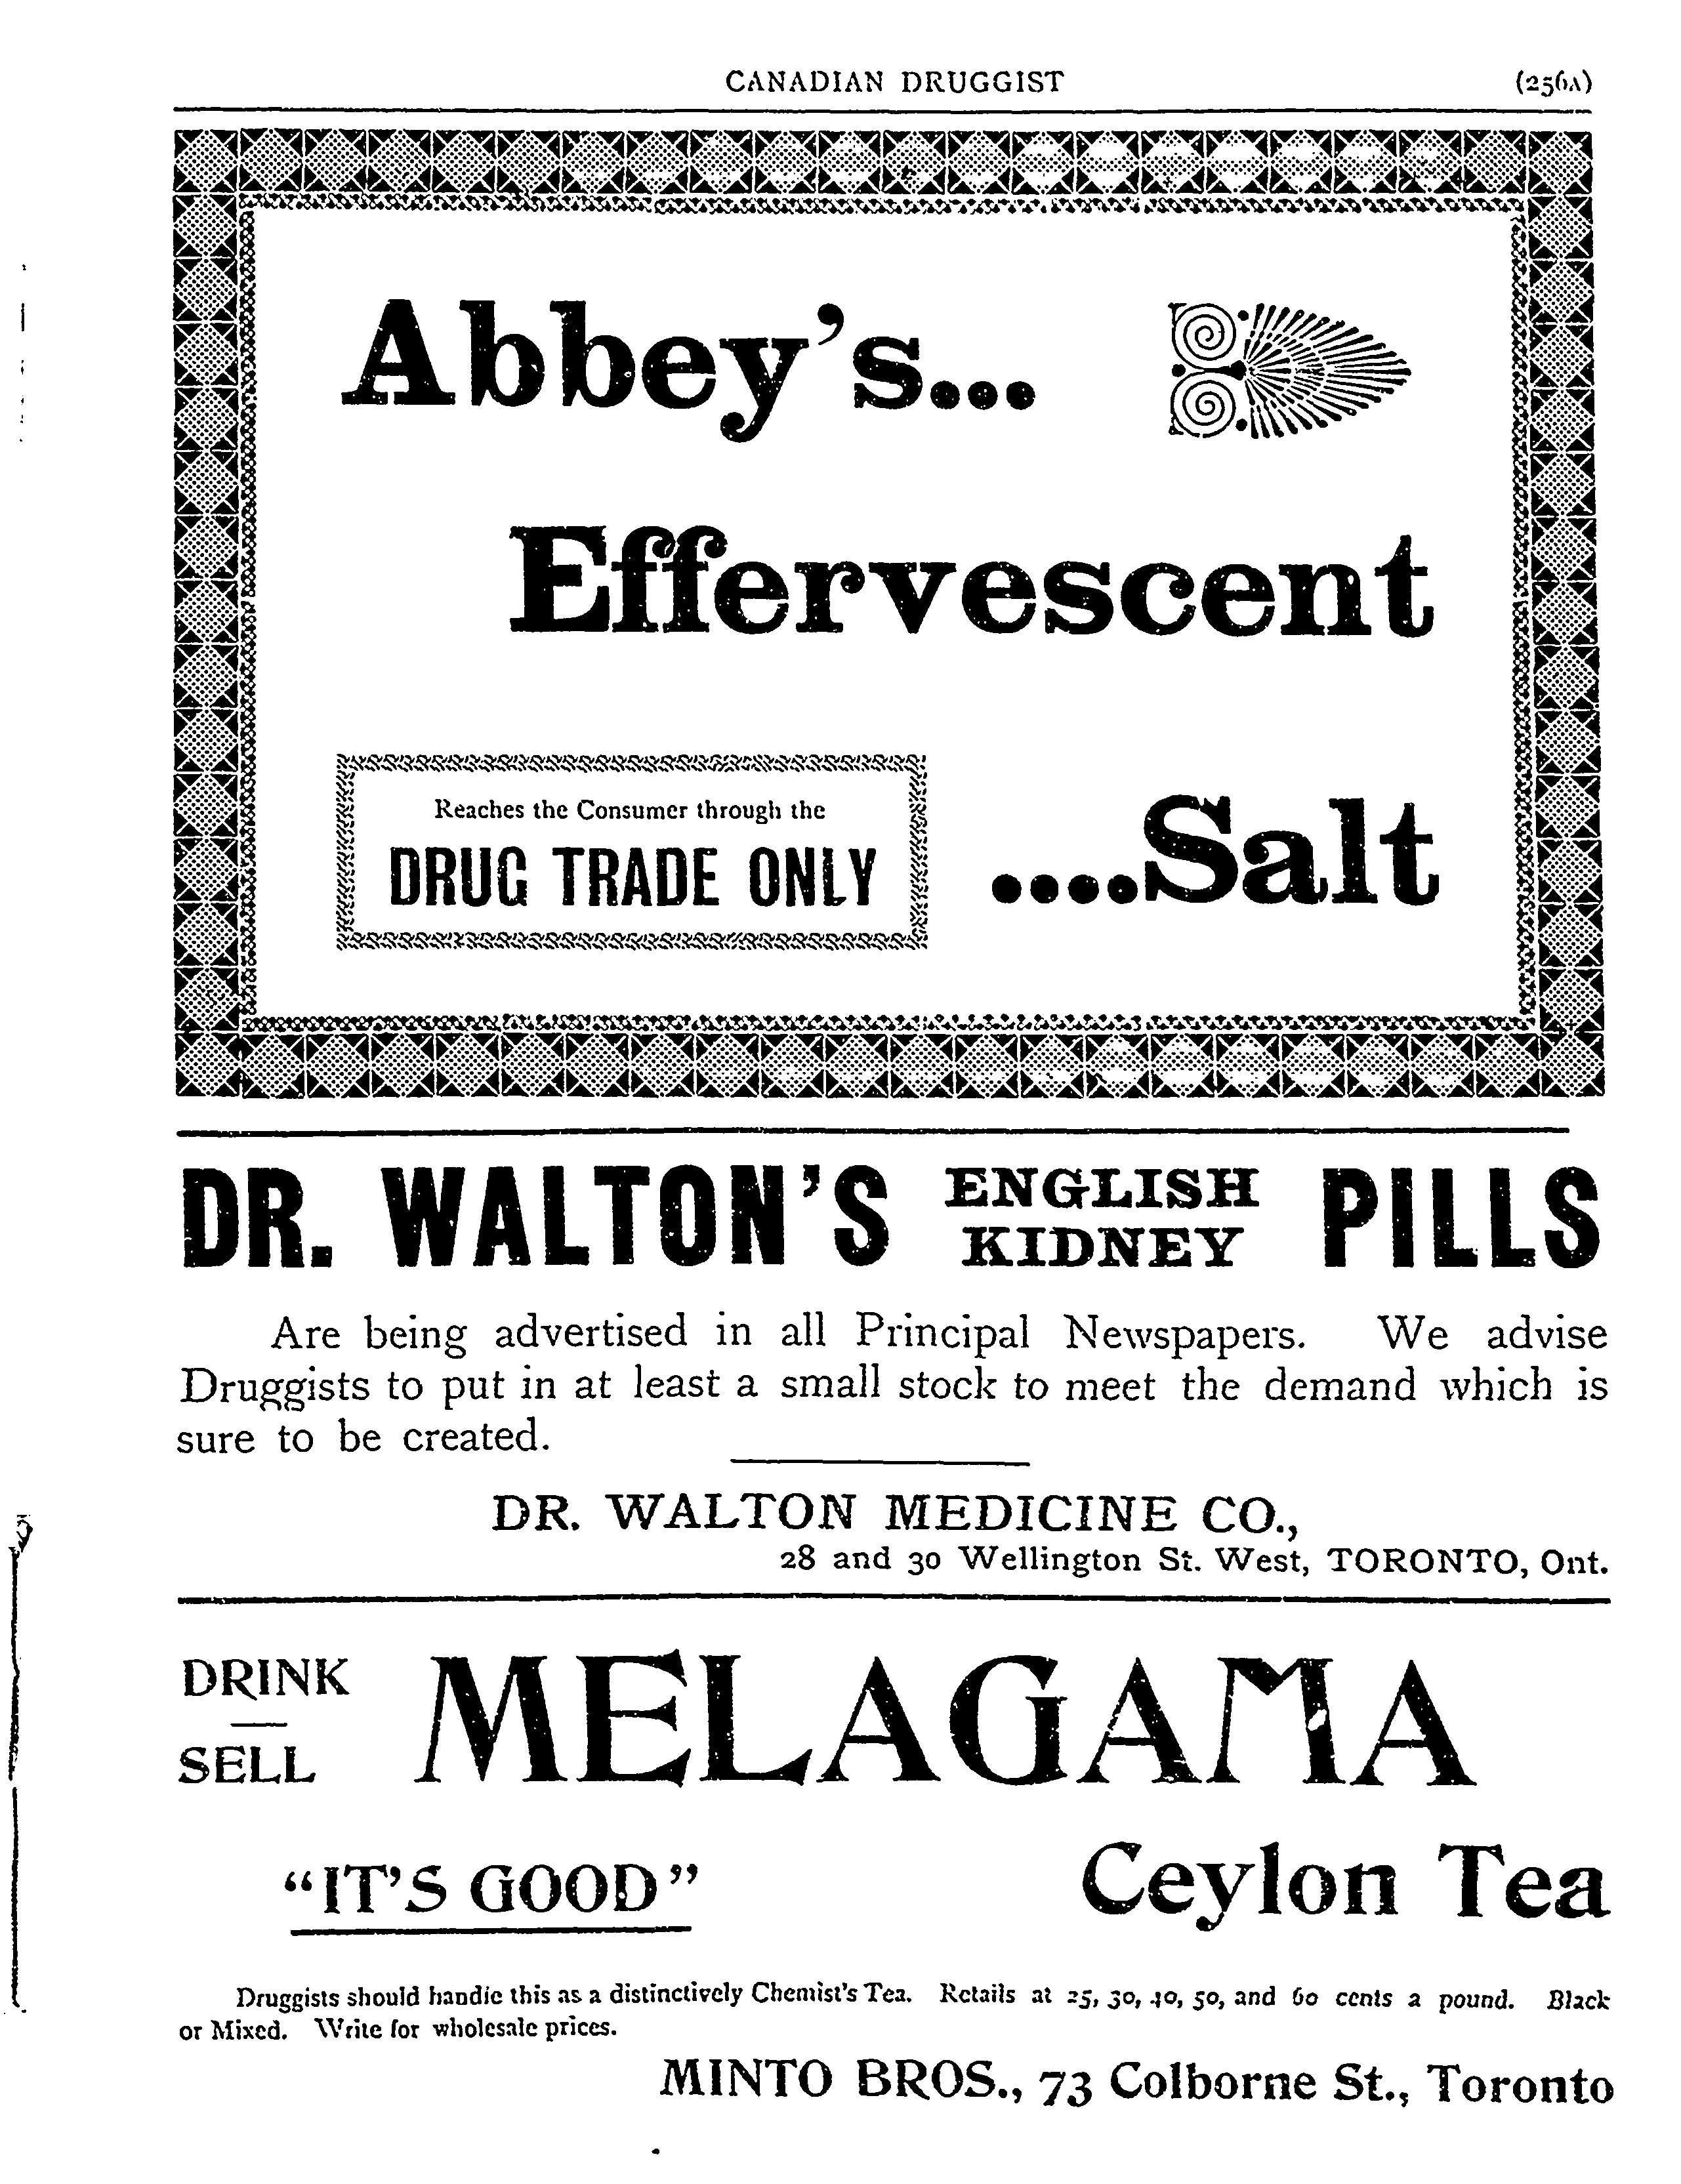 CANADIAN DRUGGIST (256A)
Abbey's...
Effervescent
Reaches the Consumer through the
DRUG TRADE ONLY
....Salt
DR. WALTON'S ENGLISH KIDNEY PILLS
Are being advertised in all Principal Newspapers. We advise
Druggists to put in at least a small stock to meet the demand which is
sure to be created.
DR. WALTON MEDICINE CO.,
28 and 30 Wellington St. West, TORONTO, Ont.
DRINK
SELL
MELAGAMA
"IT'S GOOD"
Ceylon Tea
Druggists should handle this as a distinctively Chemist's Tea. Retails at 25, 30, 40, 50, and 60 cents a pound. Black
or Mixed. Write for wholesale prices.
MINTO BROS., 73 Colborne St., Toronto